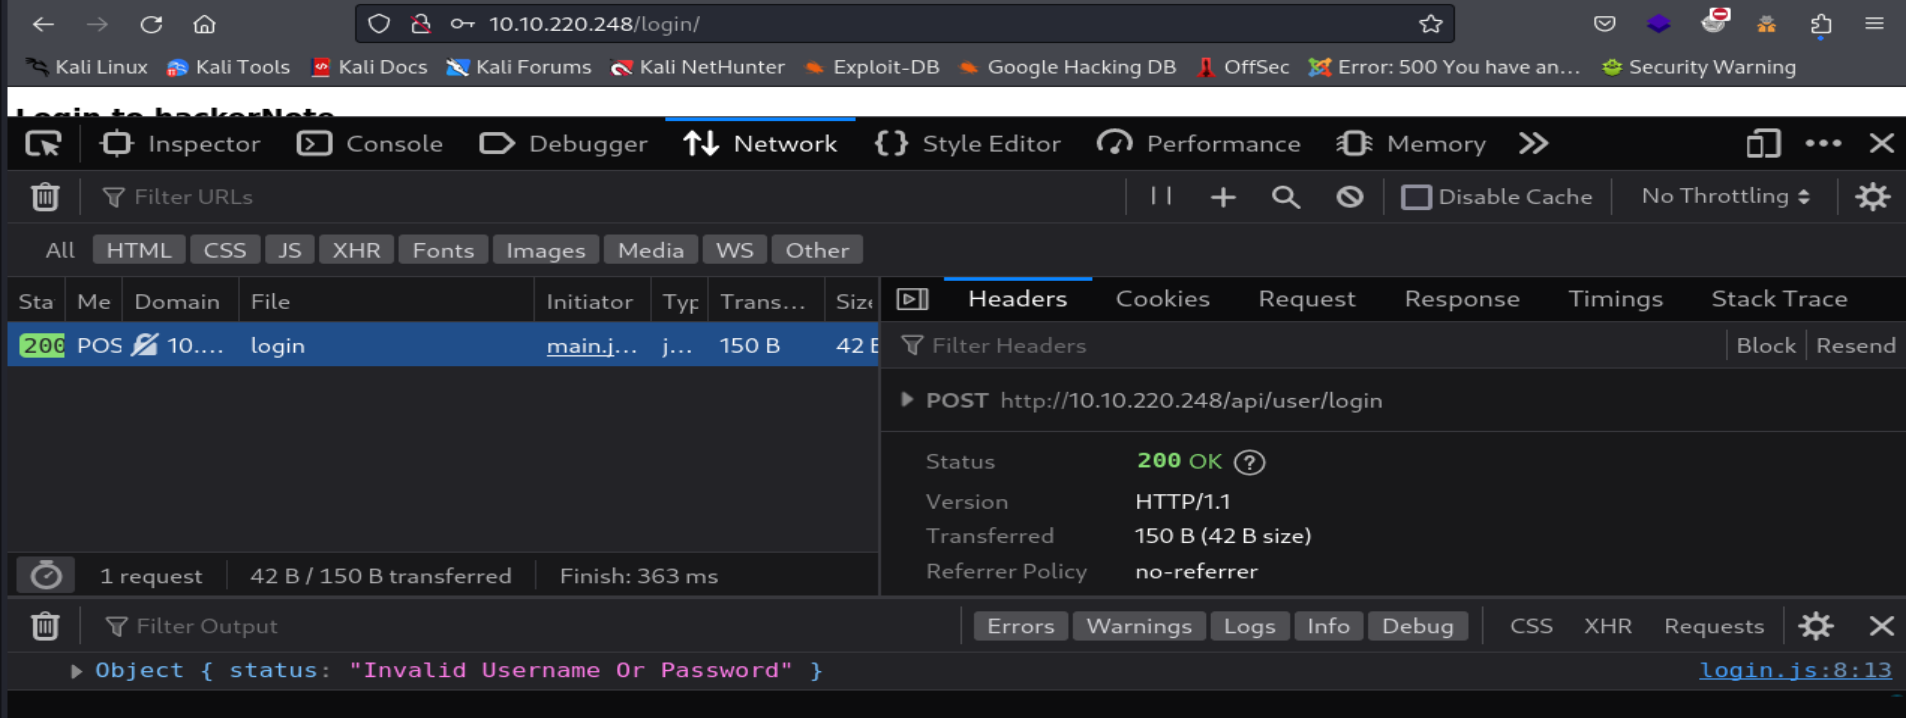 10.10.220.248/login/
Kali Linux Kali Tools Kali Docs Kali Forums Kali NetHunter Exploit-DB Google Hacking DB OffSec Error: 500 You have an... Security Warning
Login to hackerNote
Inspector Console Debugger Network Style Editor Performance Memory
Filter URLs Disable Cache No Throttling
All HTML CSS JS XHR Fonts Images Media WS Other
Sta Me Domain File Initiator Typ Trans... Size Headers Cookies Request Response Timings Stack Trace
200 POS 10.... login main.j... j... 150 B 42 B Filter Headers Block Resend
POST http://10.10.220.248/api/user/login
Status 200 OK
Version HTTP/1.1
Transferred 150 B (42 B size)
Referrer Policy no-referrer
1 request 42 B / 150 B transferred Finish: 363 ms
Filter Output Errors Warnings Logs Info Debug CSS XHR Requests
Object { status: "Invalid Username Or Password" } login.js:8:13